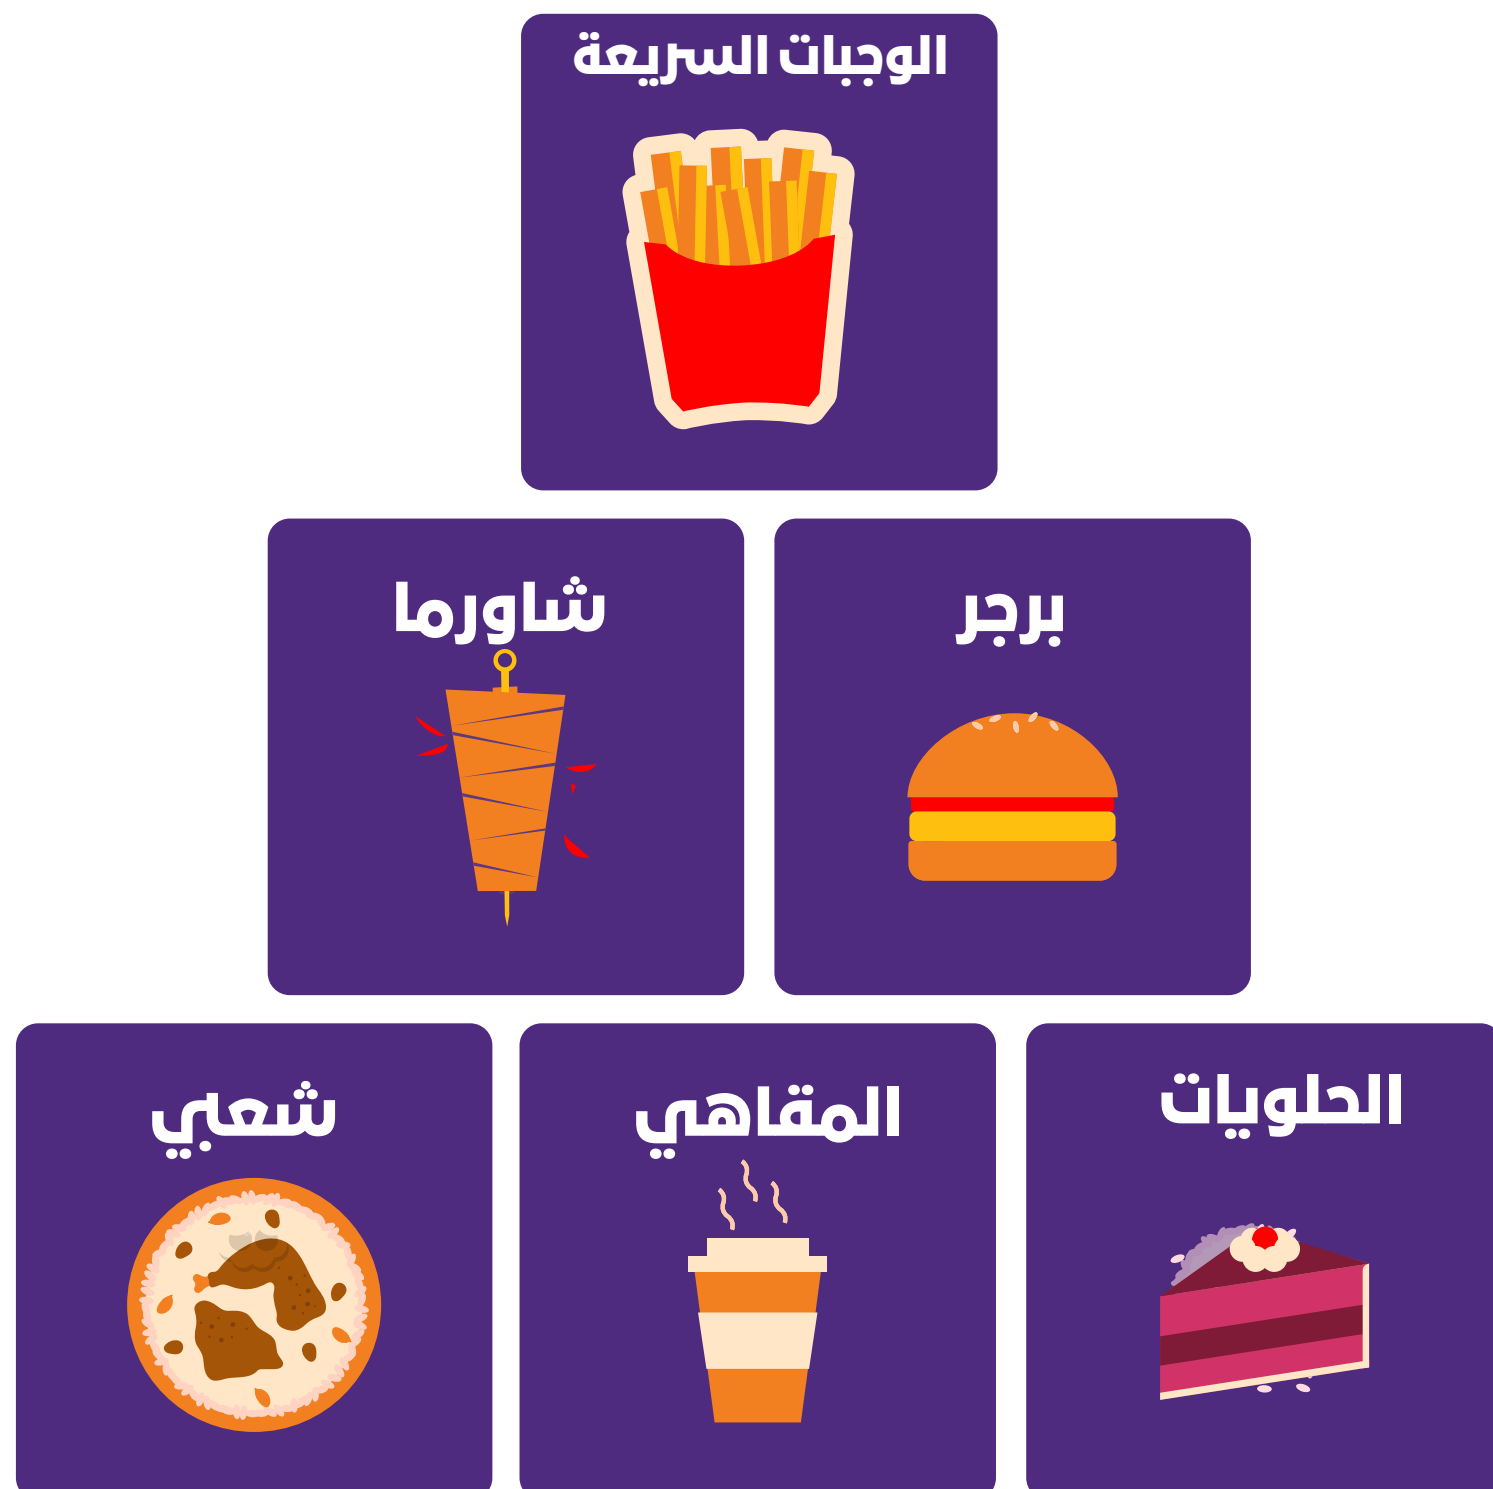 الوجبات السريعة
برجر
شاورما
الحلويات
المقاهي
شعبي